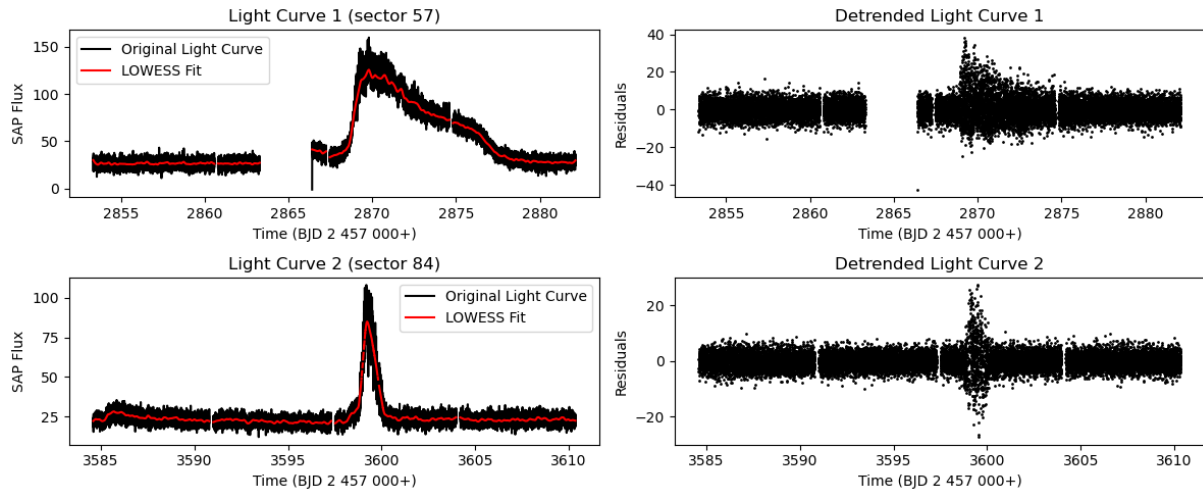 Light Curve 1 (sector 57)
SAP Flux
150
100
50
0
Original Light Curve
LOWESS Fit
2855 2860 2865 2870 2875 2880
Time (BJD 2 457 000+)
Detrended Light Curve 1
Residuals
40
20
0
−20
−40
2855 2860 2865 2870 2875 2880
Time (BJD 2 457 000+)
Light Curve 2 (sector 84)
SAP Flux
100
75
50
25
Original Light Curve
LOWESS Fit
3585 3590 3595 3600 3605 3610
Time (BJD 2 457 000+)
Detrended Light Curve 2
Residuals
20
0
−20
3585 3590 3595 3600 3605 3610
Time (BJD 2 457 000+)